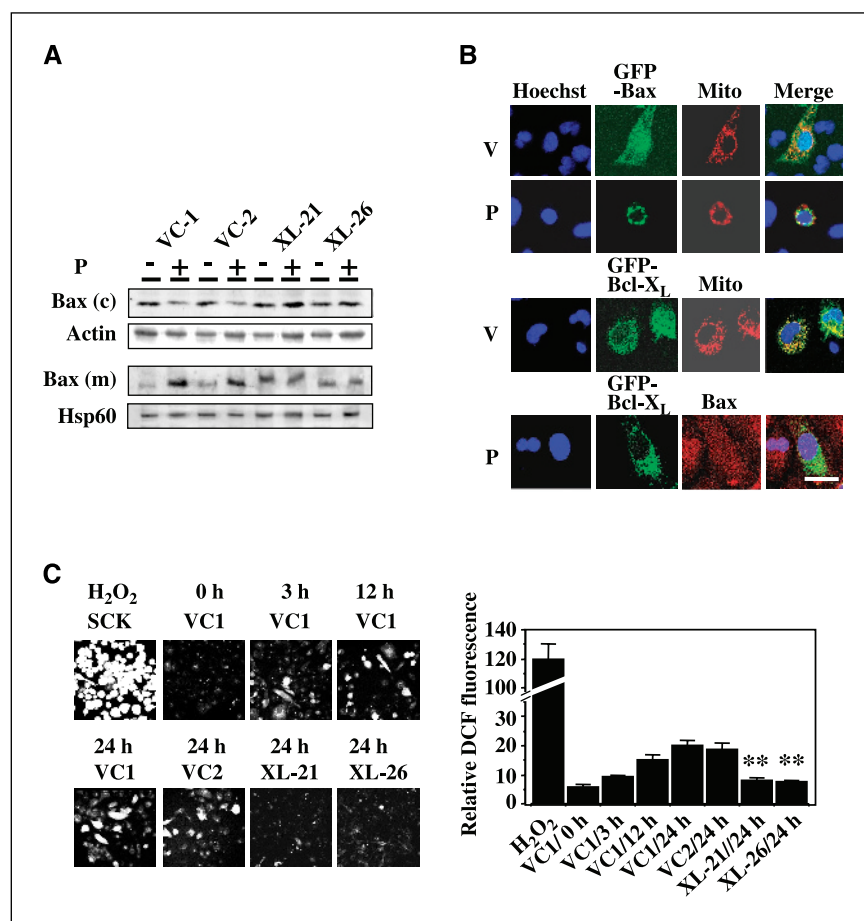 A
VC-1 VC-2 XL-21 XL-26
P - + - + - + - +
Bax (c)
Actin
Bax (m)
Hsp60
B
GFP
Hoechst -Bax Mito Merge
V
P
GFP-
Bcl-XL Mito
V
GFP-
Bcl-XL Bax
P
C
H2O2 0 h 3 h 12 h
SCK VC1 VC1 VC1
24 h 24 h 24 h 24 h
VC1 VC2 XL-21 XL-26
Relative DCF fluorescence
140
120
100
20
10
0
** **
H2O2
VC1/ 0 h
VC1/3 h
VC1/12 h
VC1/24 h
VC2/24 h
XL-21//24 h
XL-26/24 h